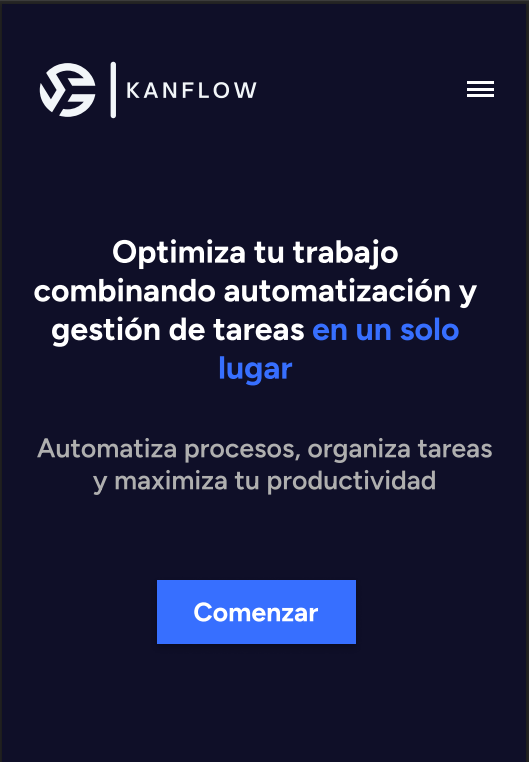 KANFLOW
Optimiza tu trabajo
combinando automatización y
gestión de tareas en un solo
lugar
Automatiza procesos, organiza tareas
y maximiza tu productividad
Comenzar